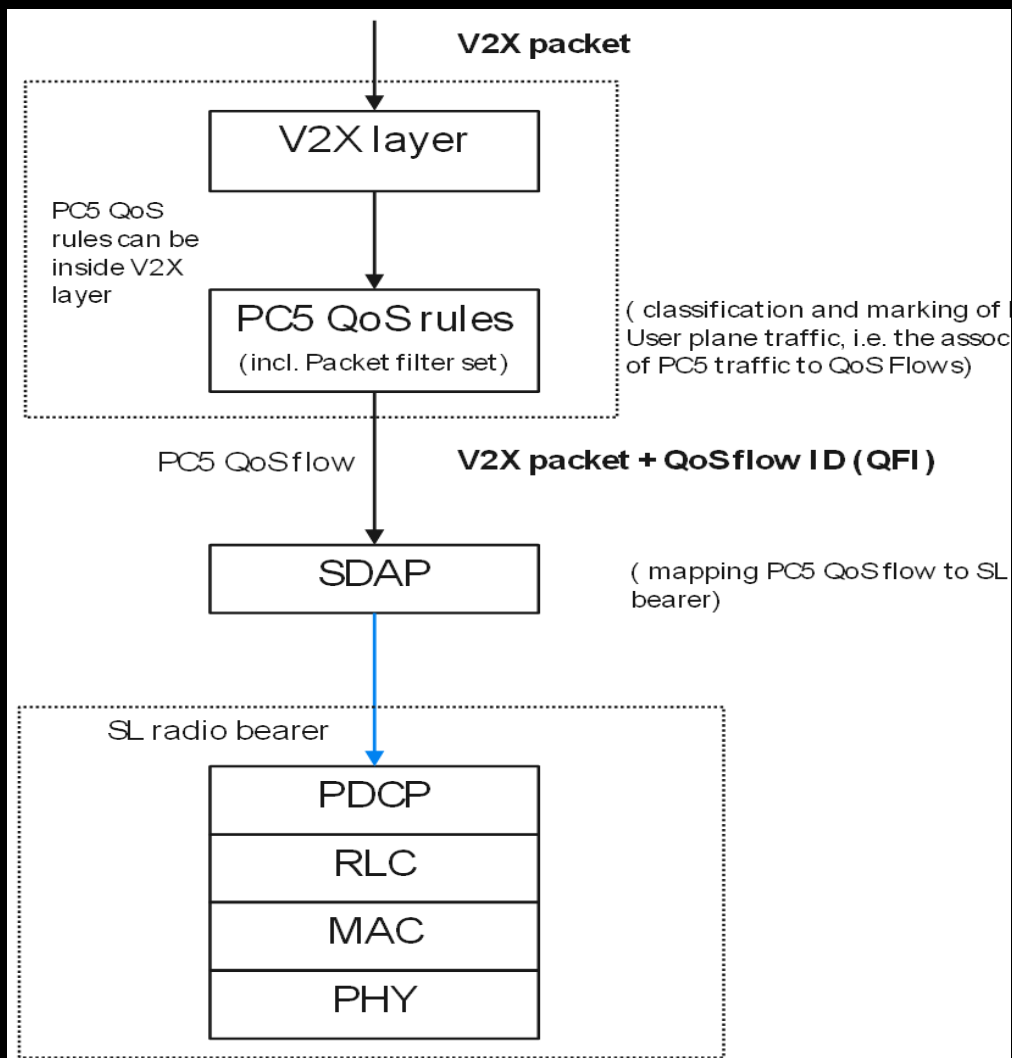 V2X packet
V2X layer
PC5 QoS
rules can be
inside V2X
layer
PC5 QoS rules
(incl. Packet filter set)
( classification and marking of
User plane traffic, i.e. the assoc
of PC5 traffic to QoS Flows)
PC5 QoS flow
V2X packet + QoS flow ID (QFI)
SDAP
( mapping PC5 QoS flow to SL
bearer)
SL radio bearer
PDCP
RLC
MAC
PHY